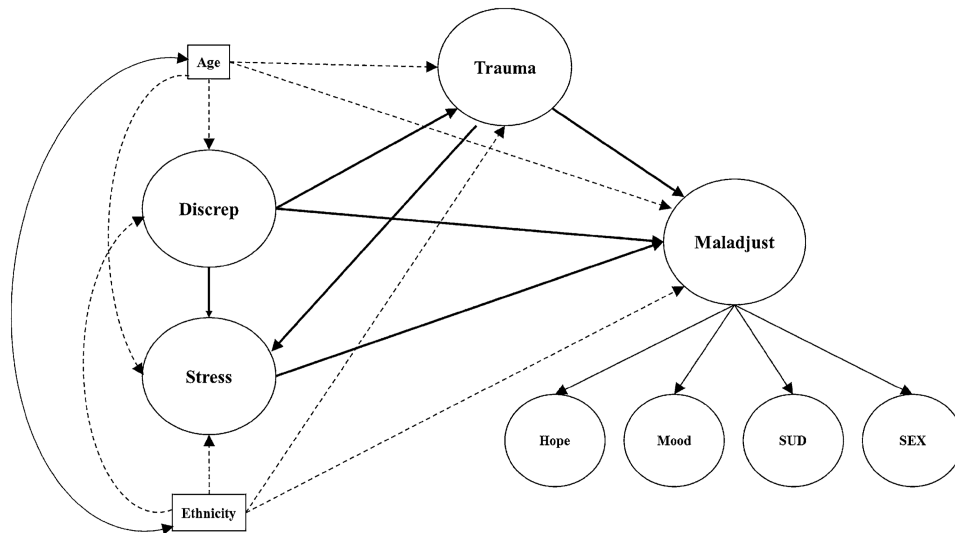 Age
Trauma
Discrep
Maladjust
Stress
Hope
Mood
SUD
SEX
Ethnicity